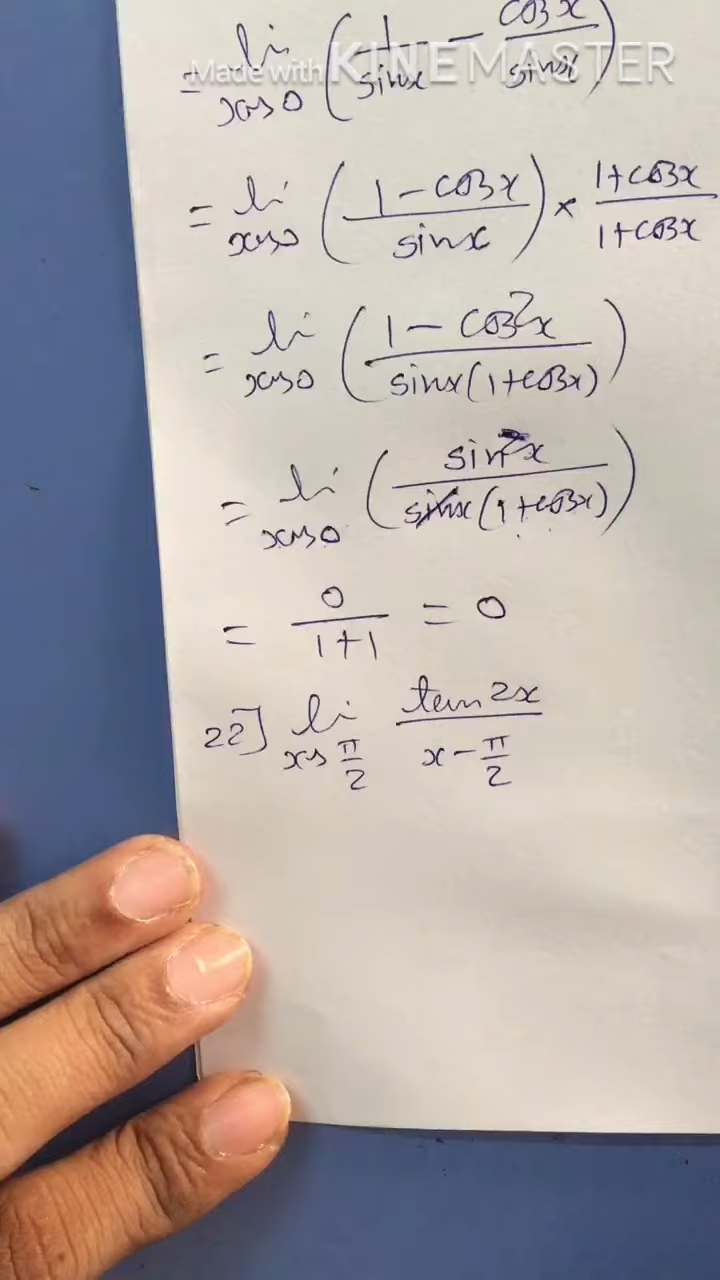 = lim x→0 (1/sinx − cosx/sinx)
Made with KINEMASTER
= lim x→0 ((1 − cosx)/sinx) × (1 + cosx)/(1 + cosx)
= lim x→0 ((1 − cos²x)/(sinx(1 + cosx)))
= lim x→0 (sin²x/(sinx(1 + cosx)))
= 0/(1 + 1) = 0
22] lim x→π/2 tan2x/(x − π/2)